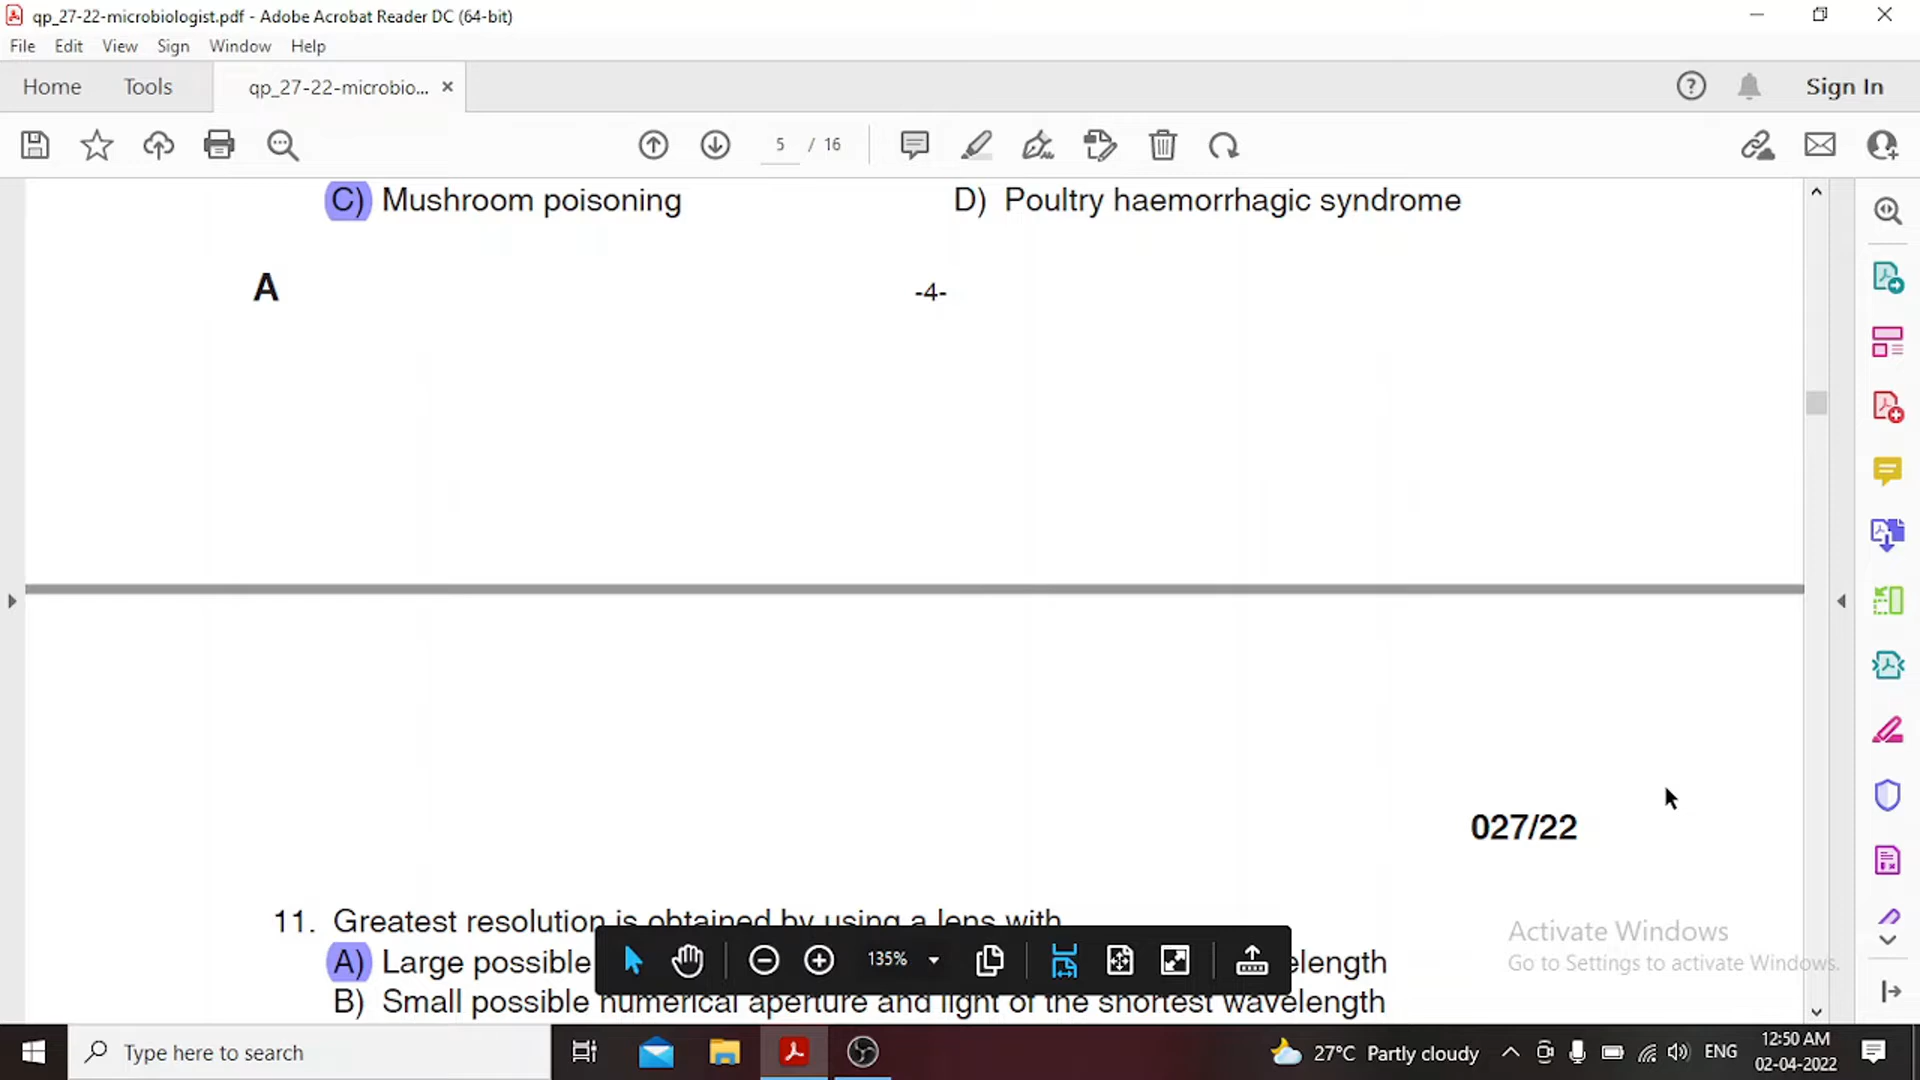 qp_27-22-microbiologist.pdf - Adobe Acrobat Reader DC (64-bit)
File Edit View Sign Window Help
Home Tools qp_27-22-microbio... × Sign In
5 / 16
C) Mushroom poisoning D) Poultry haemorrhagic syndrome
A -4-
027/22
11. Greatest resolution is obtained by using a lens with
Activate Windows
A) Large possible 135% elength
Go to Settings to activate Windows.
B) Small possible numerical aperture and light of the shortest wavelength
Type here to search 27°C Partly cloudy ENG 12:50 AM
02-04-2022